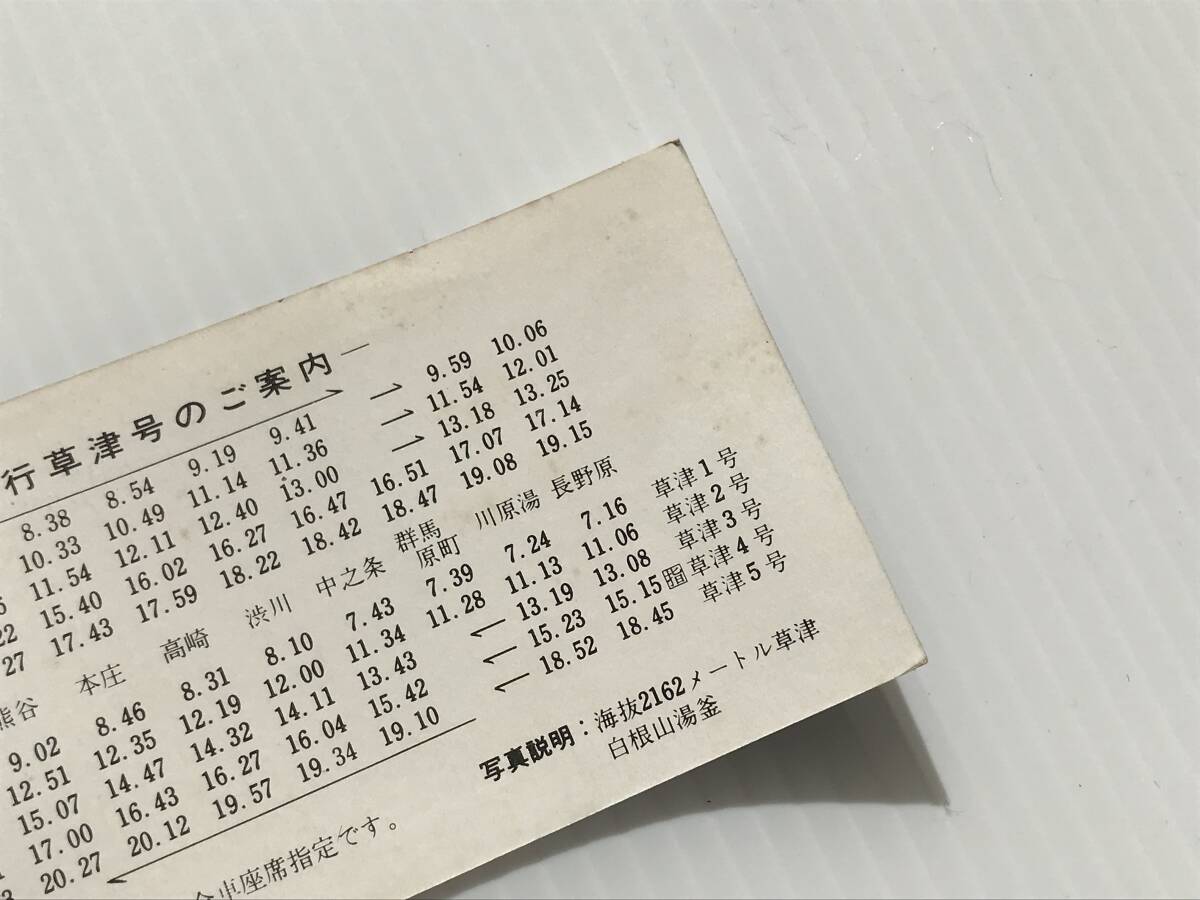 行草津号のご案内―
8.38 8.54 9.19 9.41 → 9.59 10.06
10.33 10.49 11.14 11.36 → 11.54 12.01
11.54 12.11 12.40 13.00 → 13.18 13.25
22 15.40 16.02 16.27 16.47 16.51 17.07 17.14
27 17.43 17.59 18.22 18.42 18.47 19.08 19.15
熊谷 本庄 高崎 渋川 中之条 群馬原町 川原湯 長野原
9.02 8.46 8.31 8.10 7.43 7.39 7.24 7.16 草津1号
12.51 12.35 12.19 12.00 11.34 11.28 11.13 11.06 草津2号
15.07 14.47 14.32 14.11 13.43 ← 13.19 13.08 草津3号
17.00 16.43 16.27 16.04 15.42 ← 15.23 15.15 草津4号
20.27 20.12 19.57 19.34 19.10 ← 18.52 18.45 草津5号
写真説明：海抜2162メートル草津
白根山湯釜
全車座席指定です。